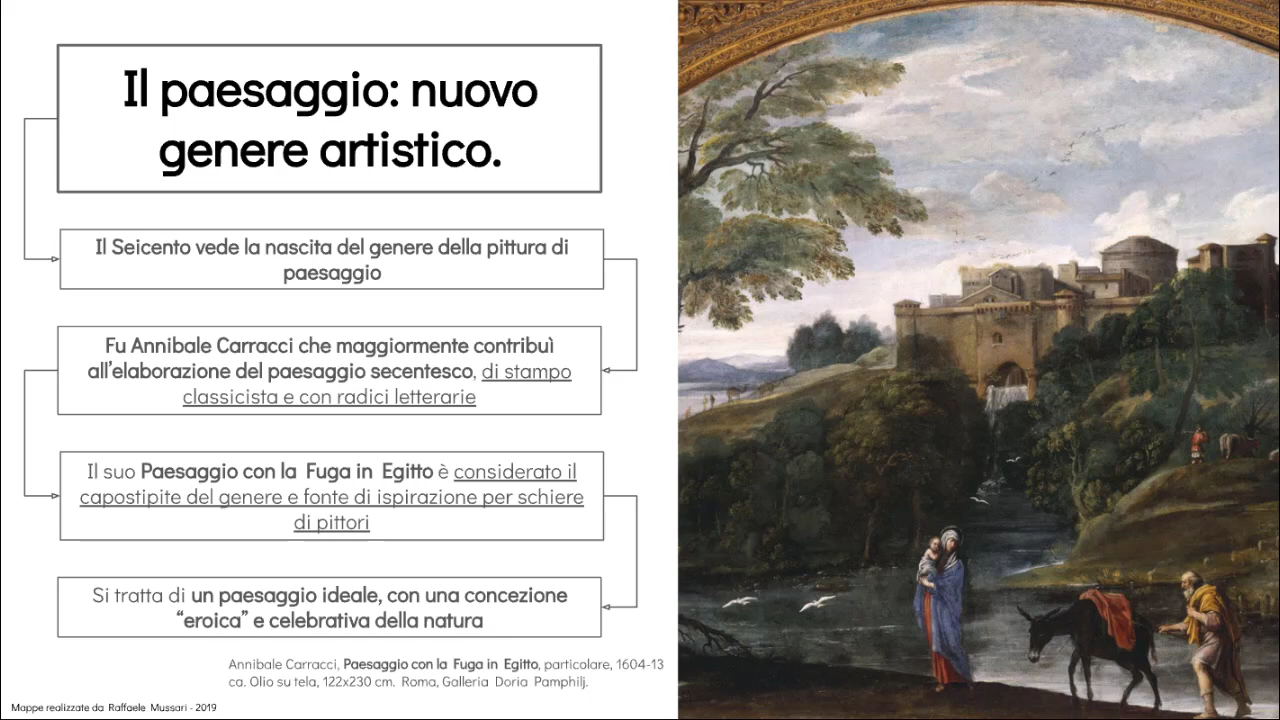 Il paesaggio: nuovo
genere artistico.
Il Seicento vede la nascita del genere della pittura di
paesaggio
Fu Annibale Carracci che maggiormente contribuì
all’elaborazione del paesaggio secentesco, di stampo
classicista e con radici letterarie
Il suo Paesaggio con la Fuga in Egitto è considerato il
capostipite del genere e fonte di ispirazione per schiere
di pittori
Si tratta di un paesaggio ideale, con una concezione
“eroica” e celebrativa della natura
Annibale Carracci, Paesaggio con la Fuga in Egitto, particolare, 1604-13
ca. Olio su tela, 122x230 cm. Roma, Galleria Doria Pamphilj.
Mappe realizzate da Raffaele Mussari - 2019